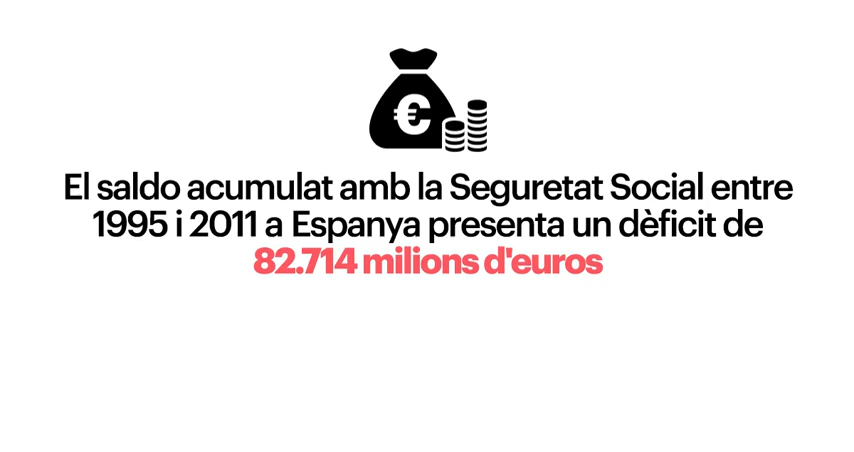 El saldo acumulat amb la Seguretat Social entre
1995 i 2011 a Espanya presenta un dèficit de
82.714 milions d'euros